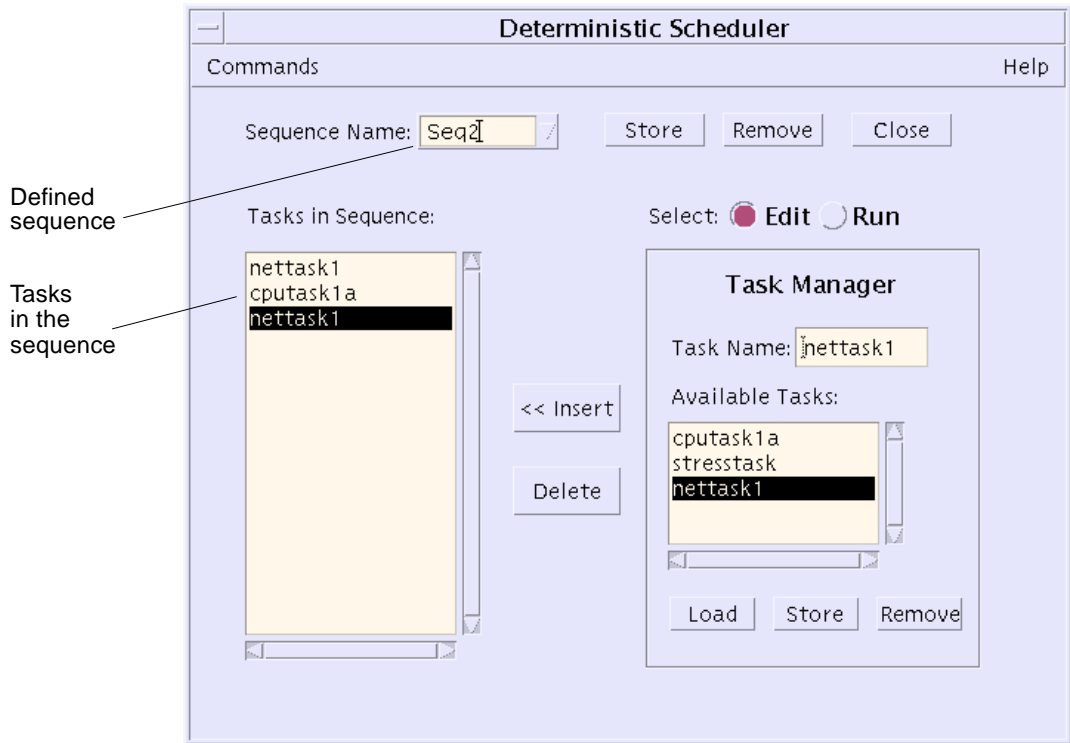 Deterministic Scheduler
Commands Help
Sequence Name: Seq2 Store Remove Close
Defined
sequence
Tasks in Sequence:
Select: Edit Run
Tasks
in the
sequence
nettask1
cputask1a
nettask1
<< Insert
Delete
Task Manager
Task Name: nettask1
Available Tasks:
cputask1a
stresstask
nettask1
Load Store Remove